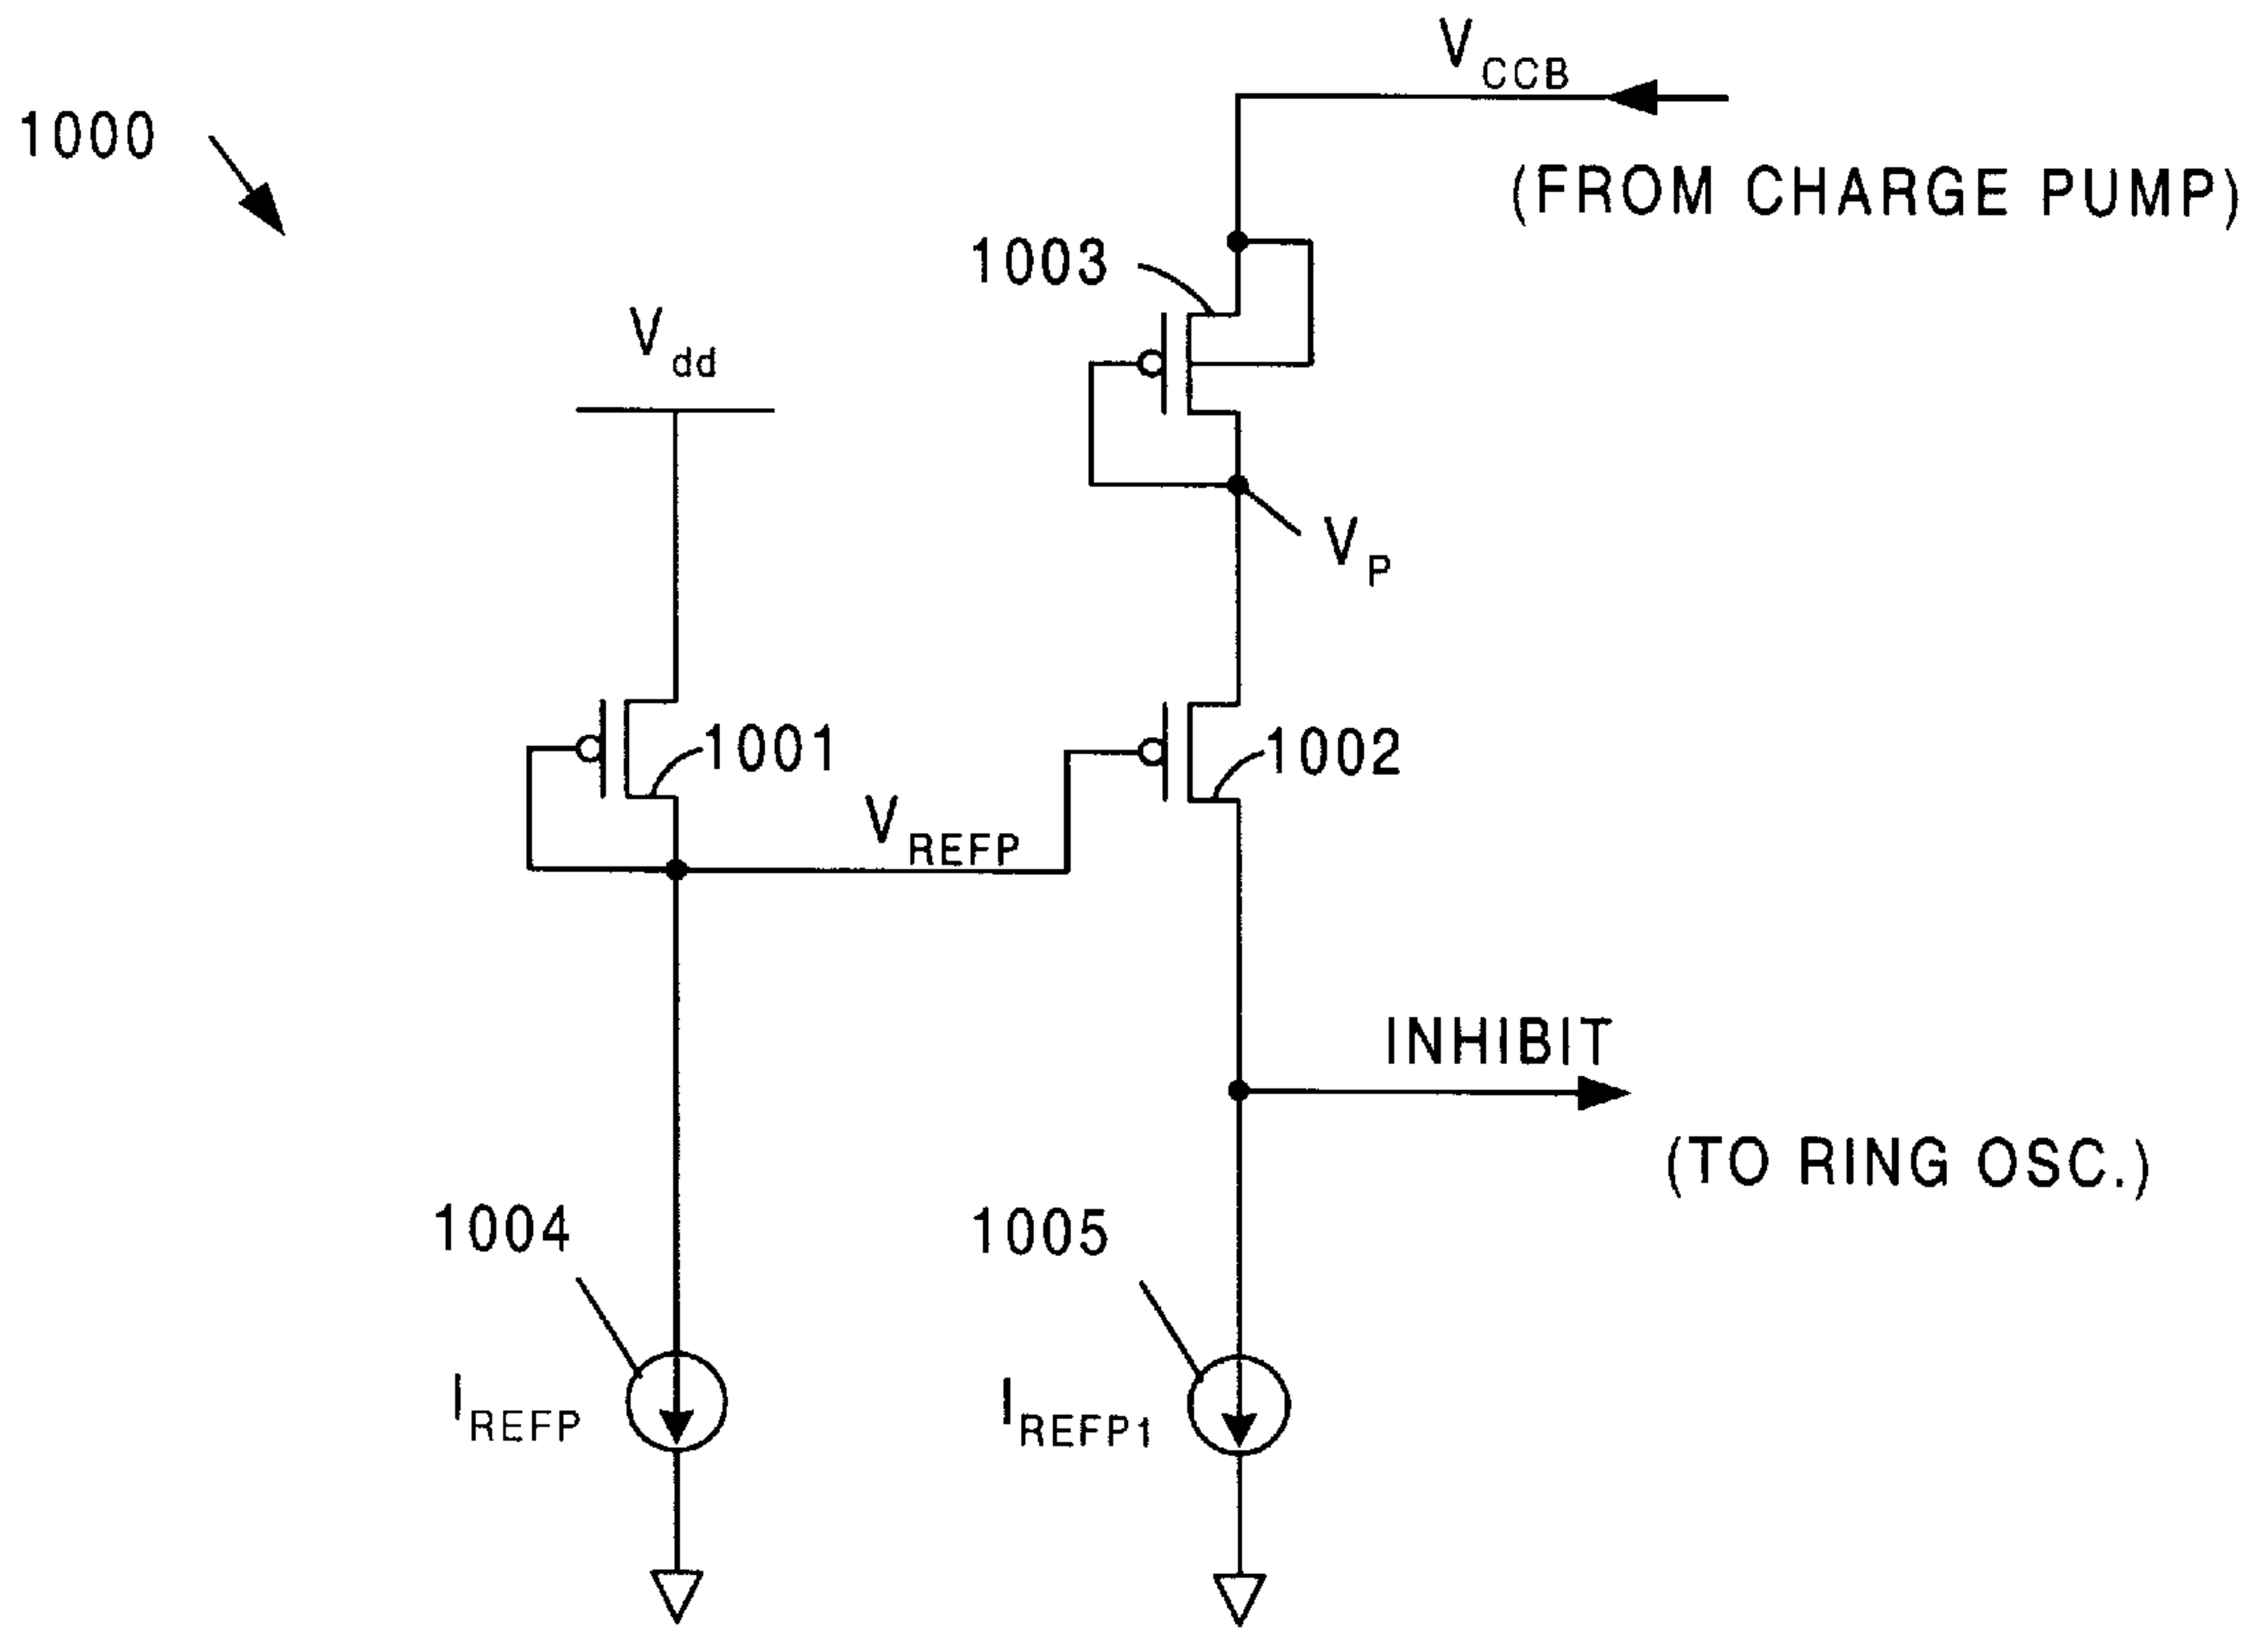 V_CCB
1000
(FROM CHARGE PUMP)
1003
V_dd
V_P
1001
1002
V_REFP
INHIBIT
(TO RING OSC.)
1004
1005
I_REFP
I_REFP1